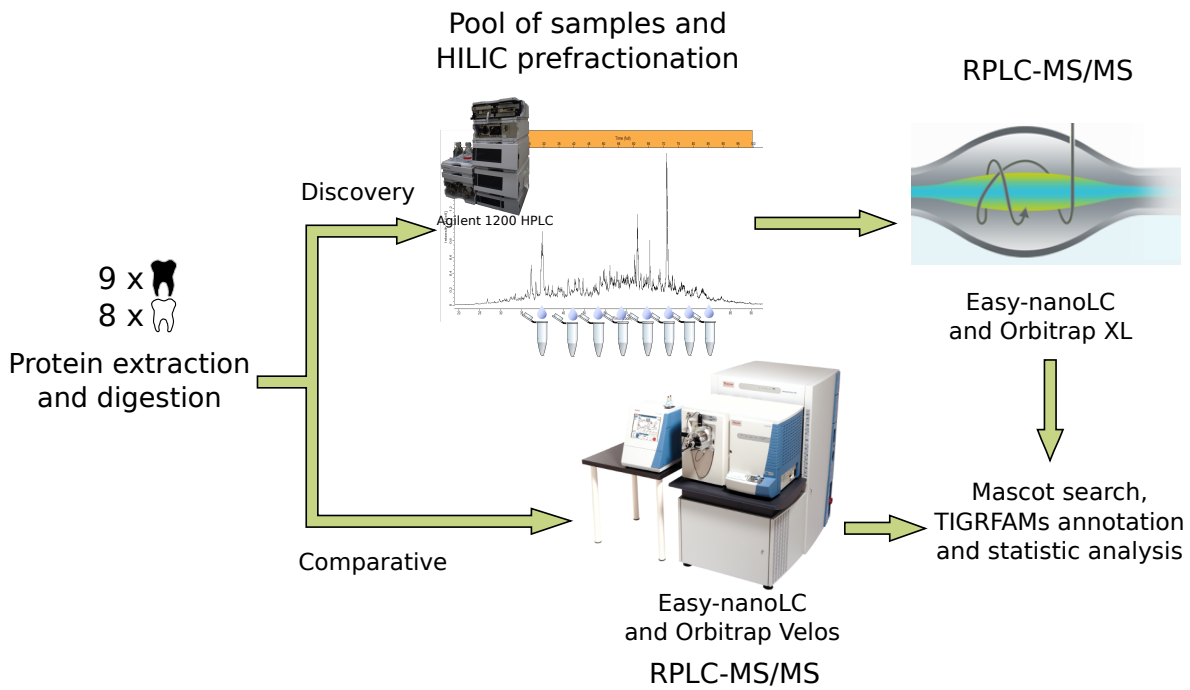 Pool of samples and
HILIC prefractionation
RPLC-MS/MS
Discovery
Agilent 1200 HPLC
9 x
8 x
Protein extraction
and digestion
Easy-nanoLC
and Orbitrap XL
Mascot search,
TIGRFAMs annotation
and statistic analysis
Comparative
Easy-nanoLC
and Orbitrap Velos
RPLC-MS/MS